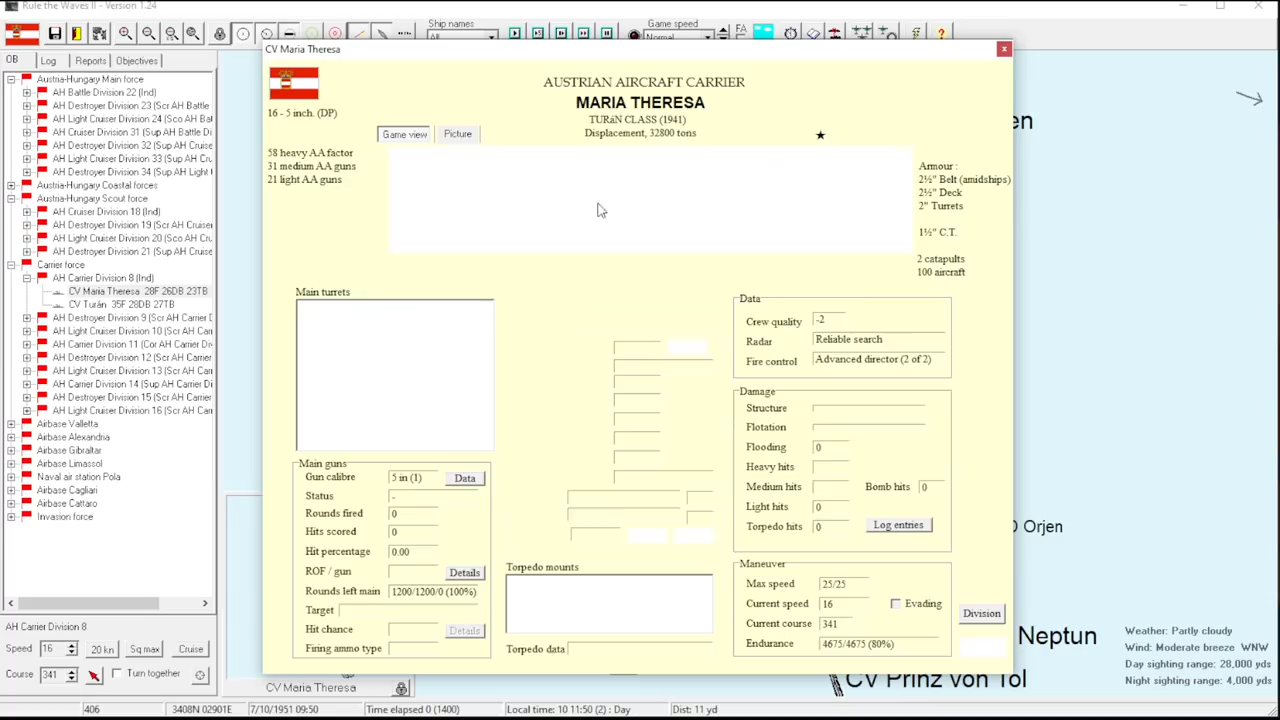 Rule the Waves II - Version 1.24
Ship names
All
Game speed
Normal
FA
OB
Log
Reports
Objectives
Austria-Hungary Main force
AH Battle Division 22 (Ind)
AH Destroyer Division 23 (Scr AH Battle
AH Light Cruiser Division 24 (Sco AH Bat
AH Cruiser Division 31 (Sup AH Battle Di
AH Destroyer Division 32 (Sup AH Battle
AH Light Cruiser Division 33 (Sup AH Bat
AH Destroyer Division 34 (Sup AH Light
Austria-Hungary Coastal forces
Austria-Hungary Scout force
AH Cruiser Division 18 (Ind)
AH Destroyer Division 19 (Scr AH Cruiser
AH Light Cruiser Division 20 (Sco AH Crui
AH Destroyer Division 21 (Sup AH Cruise
Carrier force
AH Carrier Division 8 (Ind)
CV Maria Theresa 28F 26DB 23TB
CV Turán 35F 28DB 27TB
AH Destroyer Division 9 (Scr AH Carrier D
AH Light Cruiser Division 10 (Scr AH Carr
AH Carrier Division 11 (Cor AH Carrier Di
AH Destroyer Division 12 (Scr AH Carrier
AH Light Cruiser Division 13 (Scr AH Carr
AH Carrier Division 14 (Sup AH Carrier Di
AH Destroyer Division 15 (Scr AH Carrier
AH Light Cruiser Division 16 (Scr AH Carr
Airbase Valletta
Airbase Alexandria
Airbase Gibraltar
Airbase Limassol
Naval air station Pola
Airbase Cagliari
Airbase Cattaro
Invasion force
AH Carrier Division 8
Speed 16 20 kn Sq max Cruise
Course 341 Turn together
CV Maria Theresa
AUSTRIAN AIRCRAFT CARRIER
MARIA THERESA
TURáN CLASS (1941)
Displacement, 32800 tons
16 - 5 inch. (DP)
Game view
Picture
58 heavy AA factor
31 medium AA guns
21 light AA guns
Armour :
2½" Belt (amidships)
2½" Deck
2" Turrets
1½" C.T.
2 catapults
100 aircraft
Main turrets
Main guns
Gun calibre 5 in (1) Data
Status -
Rounds fired 0
Hits scored 0
Hit percentage 0.00
ROF / gun Details
Rounds left main 1200/1200/0 (100%)
Target
Hit chance Details
Firing ammo type
Torpedo mounts
Torpedo data
Data
Crew quality -2
Radar Reliable search
Fire control Advanced director (2 of 2)
Damage
Structure
Flotation
Flooding 0
Heavy hits
Medium hits Bomb hits 0
Light hits 0
Torpedo hits 0 Log entries
Maneuver
Max speed 25/25
Current speed 16 Evading
Current course 341
Endurance 4675/4675 (80%)
Division
en
Orjen
Neptun
CV Prinz von Tol
Weather: Partly cloudy
Wind: Moderate breeze WNW
Day sighting range: 28,000 yds
Night sighting range: 4,000 yds
CV Maria Theresa
406
3408N 02901E
7/10/1951 09:50
Time elapsed 0 (1400)
Local time: 10 11:50 (2) : Day
Dist: 11 yd